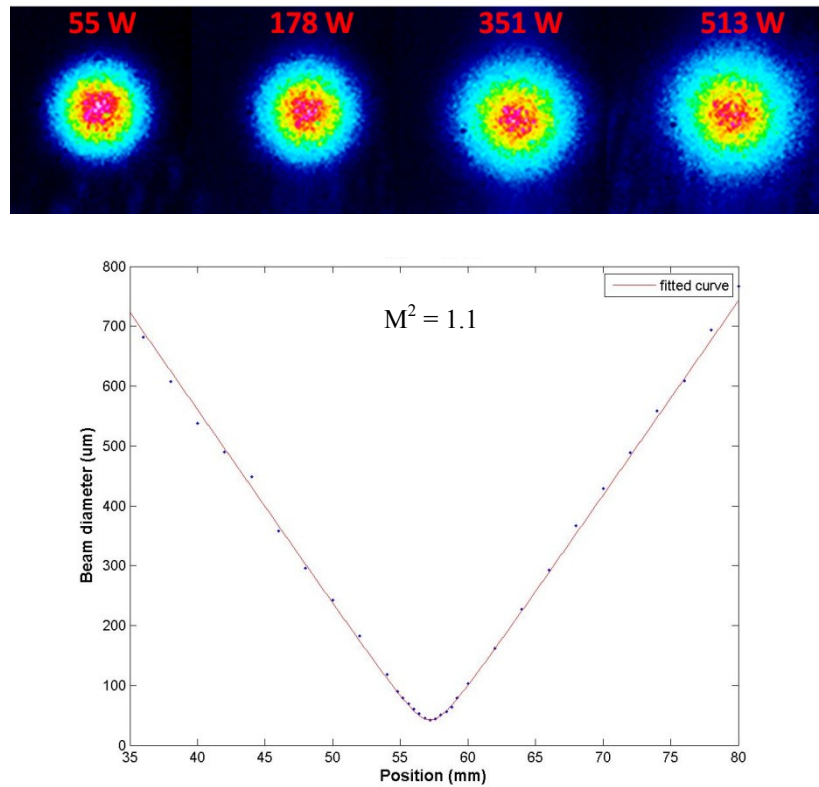 55 W 178 W 351 W 513 W
800
fitted curve
M² = 1.1
700
600
500
400
300
200
100
0
Beam diameter (um)
35 40 45 50 55 60 65 70 75 80
Position (mm)